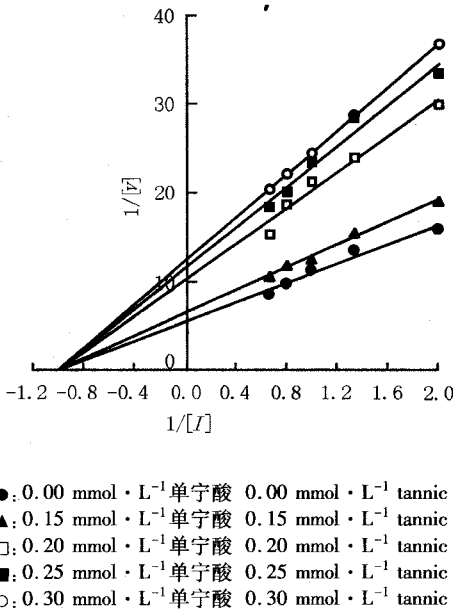 40
30
20
10
0
1/[v]
-1.2 -0.8 -0.4 0.0 0.4 0.8 1.2 1.6 2.0
1/[I]
●:0.00 mmol·L⁻¹单宁酸 0.00 mmol·L⁻¹ tannic
▲:0.15 mmol·L⁻¹单宁酸 0.15 mmol·L⁻¹ tannic
□:0.20 mmol·L⁻¹单宁酸 0.20 mmol·L⁻¹ tannic
■:0.25 mmol·L⁻¹单宁酸 0.25 mmol·L⁻¹ tannic
○:0.30 mmol·L⁻¹单宁酸 0.30 mmol·L⁻¹ tannic